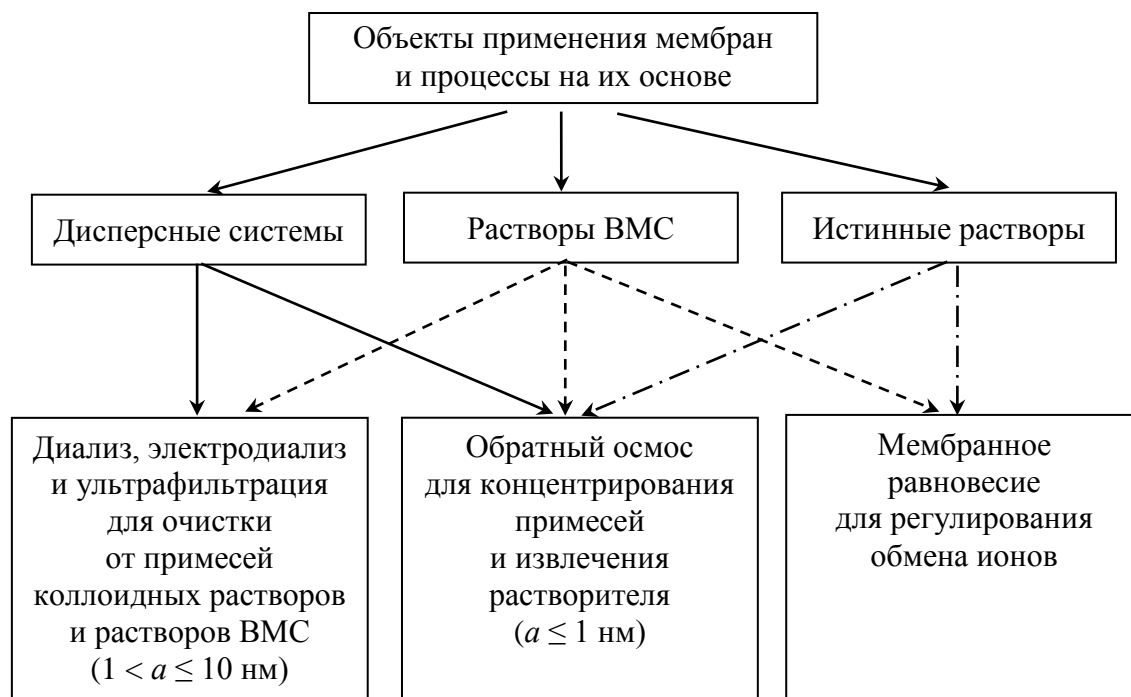 Объекты применения мембран
и процессы на их основе
Дисперсные системы
Растворы ВМС
Истинные растворы
Диализ, электродиализ
и ультрафильтрация
для очистки
от примесей
коллоидных растворов
и растворов ВМС
(1 < a ≤ 10 нм)
Обратный осмос
для концентрирования
примесей
и извлечения
растворителя
(a ≤ 1 нм)
Мембранное
равновесие
для регулирования
обмена ионов